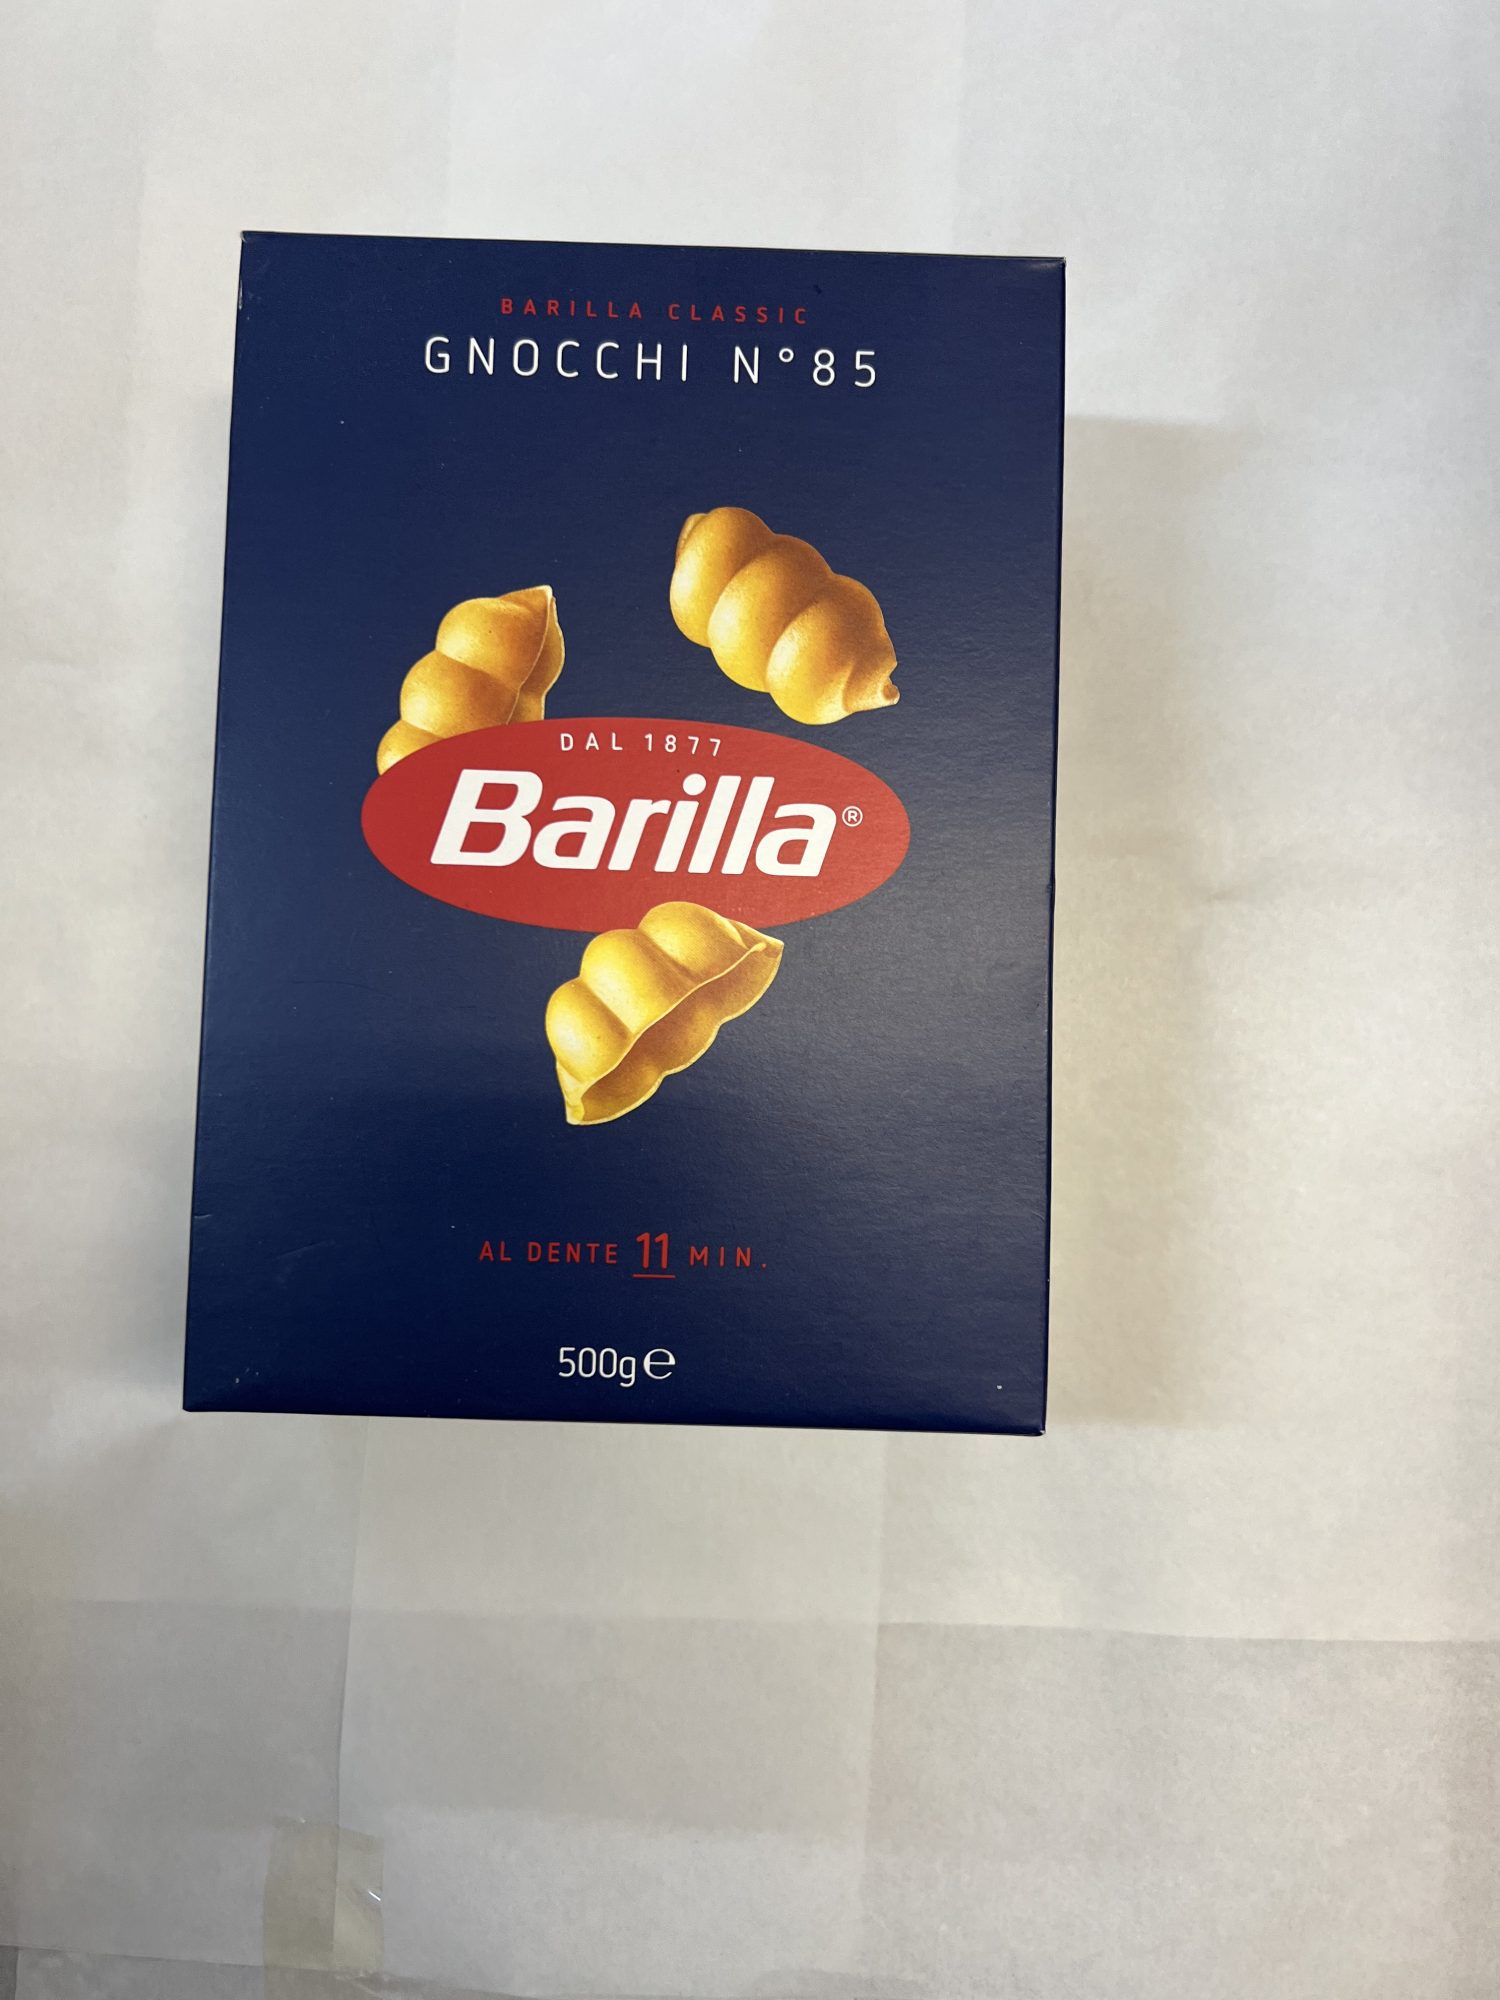 BARILLA CLASSIC
GNOCCHI N°85
DAL 1877
Barilla®
AL DENTE 11 MIN.
500g ℮